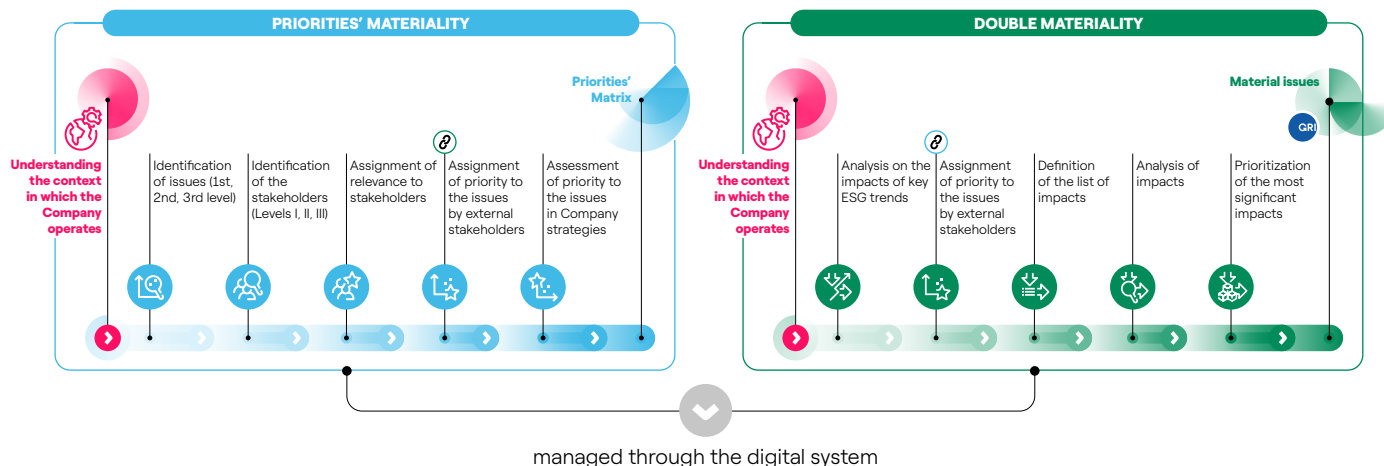 PRIORITIES' MATERIALITY
Priorities'
Matrix
Understanding
the context
in which the
Company
operates
Identification
of issues (1st,
2nd, 3rd level)
Identification
of the
stakeholders
(Levels I, II, III)
Assignment of
relevance to
stakeholders
Assignment
of priority to
the issues
by external
stakeholders
Assessment
of priority to
the issues
in Company
strategies
DOUBLE MATERIALITY
Material issues
GRI
Understanding
the context
in which the
Company
operates
Analysis on the
impacts of key
ESG trends
Assignment
of priority to the
issues by
external
stakeholders
Definition
of the list of
impacts
Analysis of
impacts
Prioritization
of the most
significant
impacts
managed through the digital system